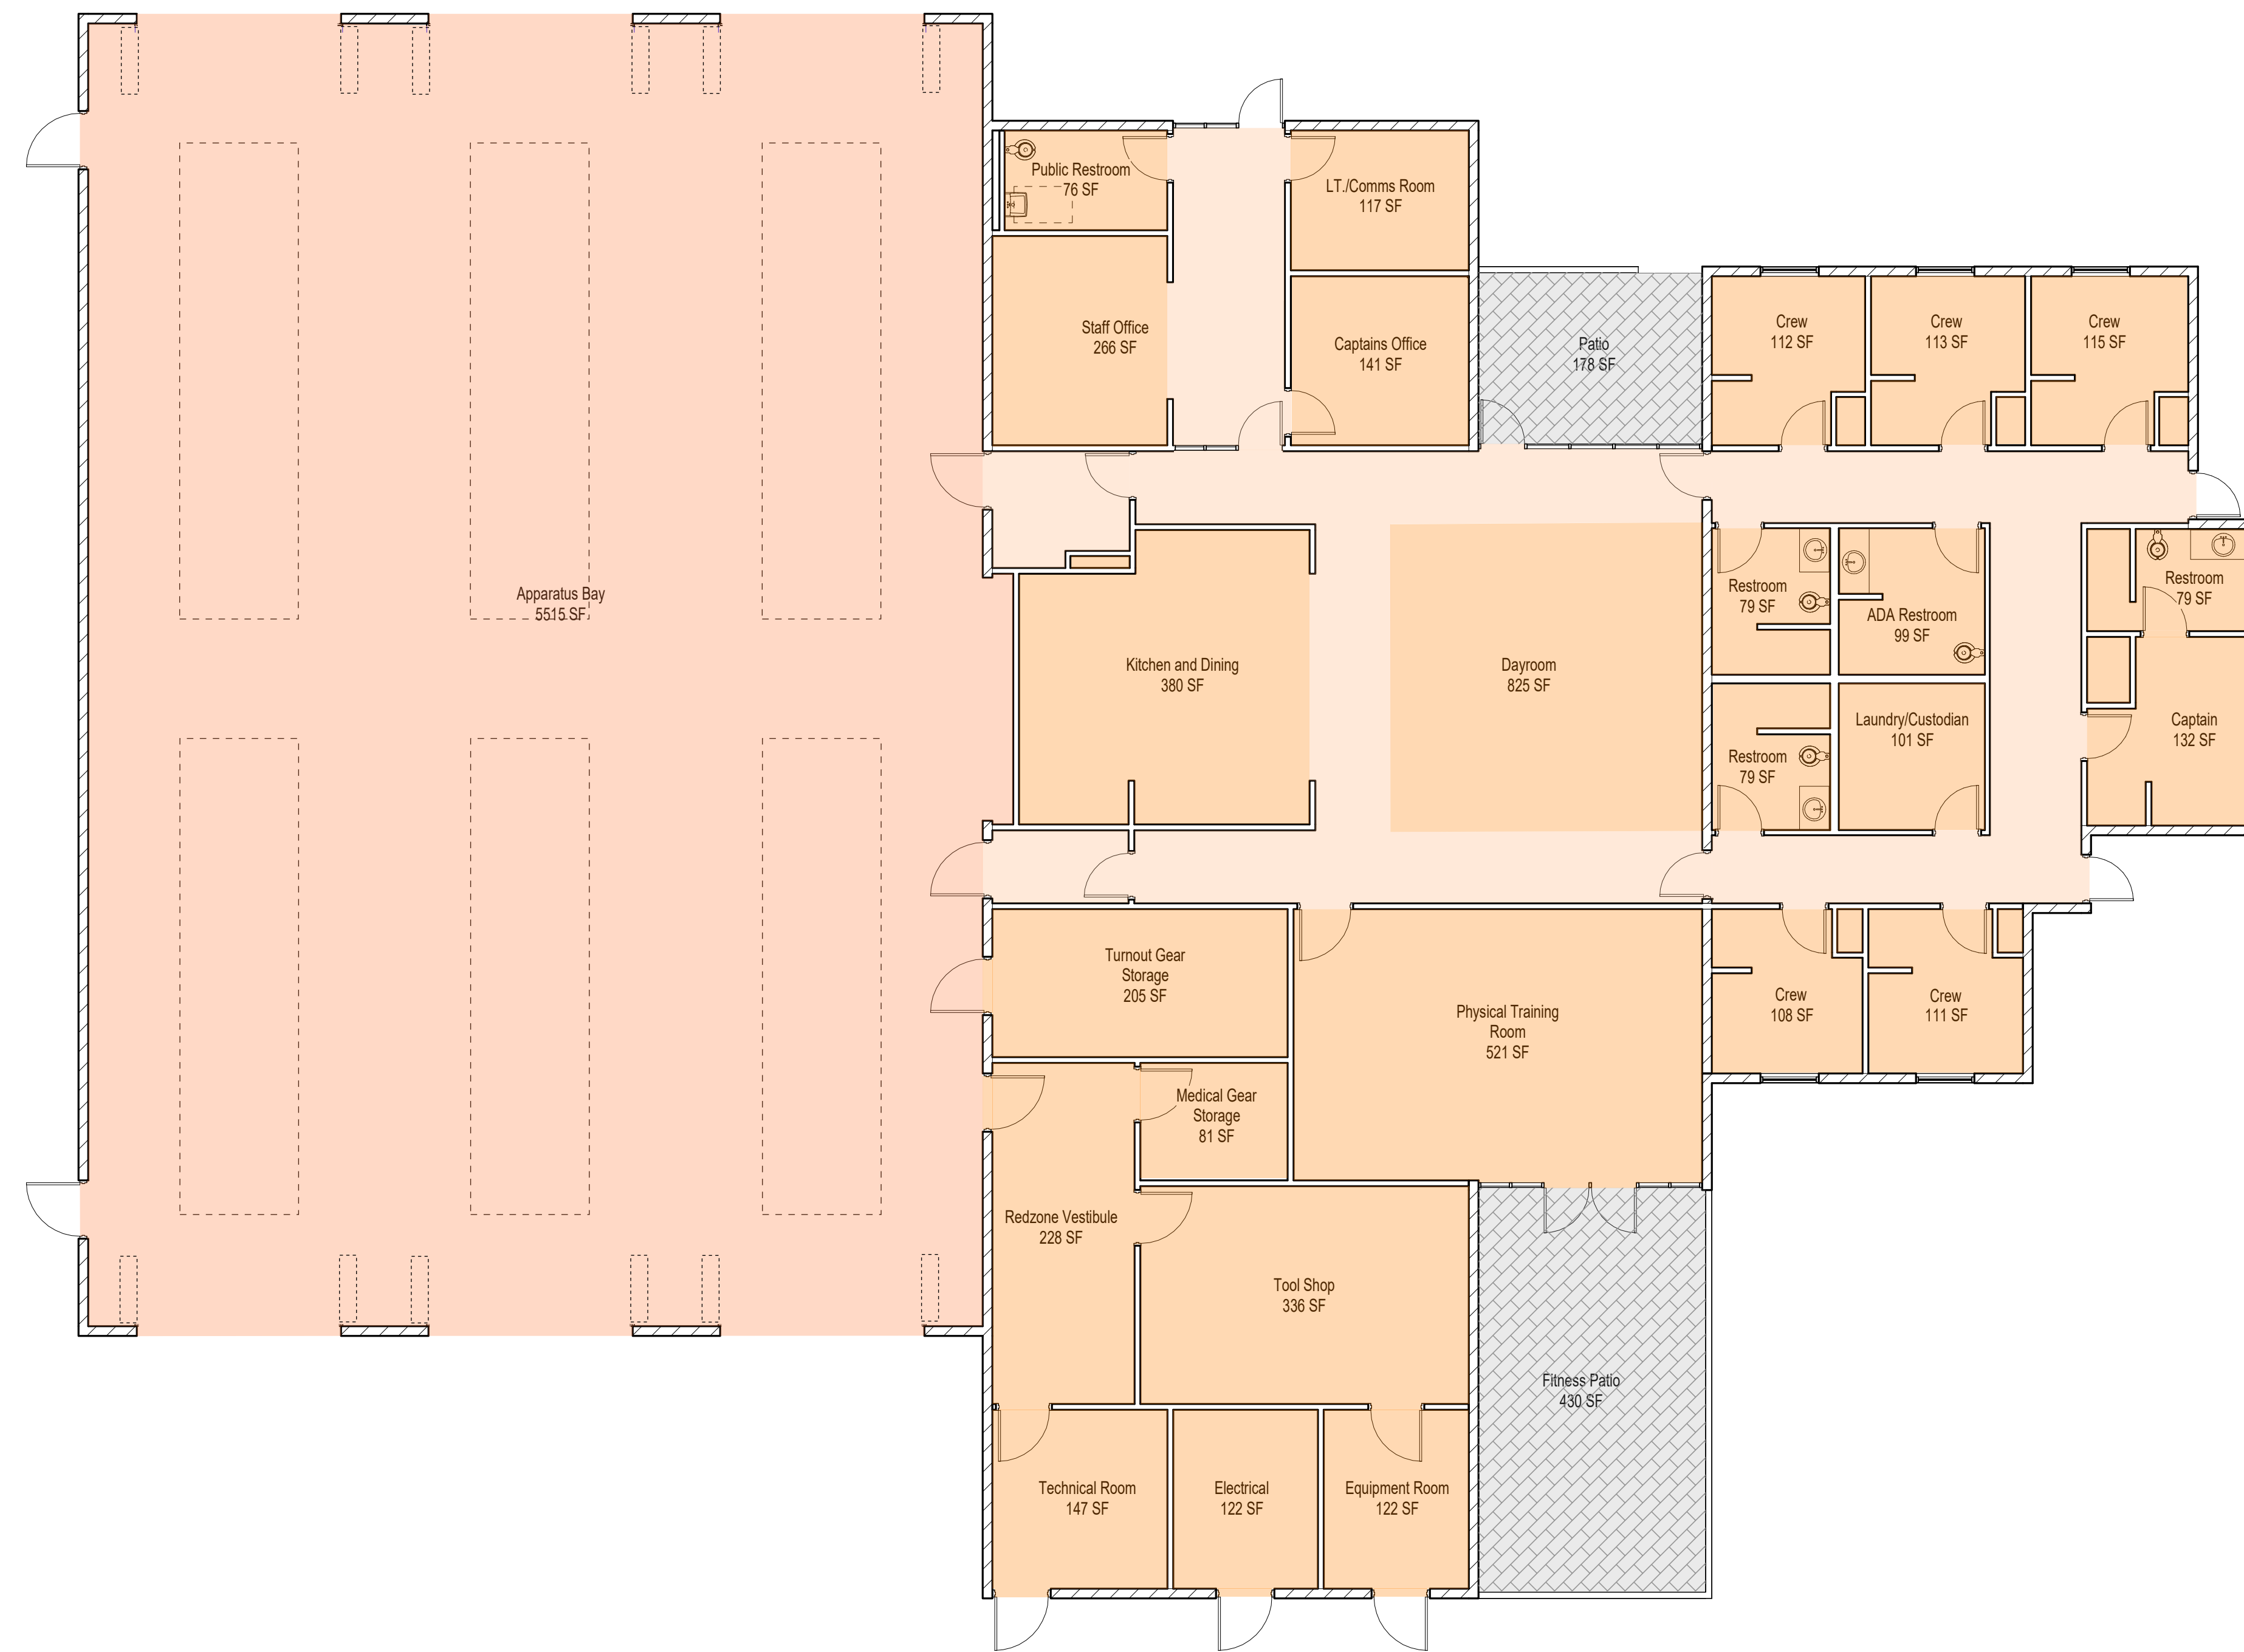 Public Restroom
76 SF
LT./Comms Room
117 SF
Staff Office
266 SF
Captains Office
141 SF
Patio
178 SF
Crew
112 SF
Crew
113 SF
Crew
115 SF
Apparatus Bay
5515 SF
Kitchen and Dining
380 SF
Dayroom
825 SF
Restroom
79 SF
ADA Restroom
99 SF
Restroom
79 SF
Restroom
79 SF
Laundry/Custodian
101 SF
Captain
132 SF
Turnout Gear
Storage
205 SF
Physical Training
Room
521 SF
Crew
108 SF
Crew
111 SF
Medical Gear
Storage
81 SF
Redzone Vestibule
228 SF
Tool Shop
336 SF
Fitness Patio
430 SF
Technical Room
147 SF
Electrical
122 SF
Equipment Room
122 SF